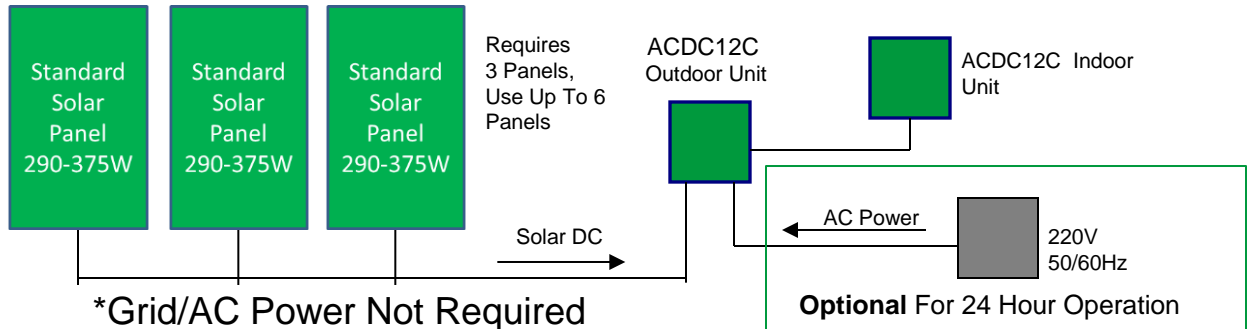 Standard
Solar
Panel
290-375W
Standard
Solar
Panel
290-375W
Standard
Solar
Panel
290-375W
Requires
3 Panels,
Use Up To 6
Panels
ACDC12C
Outdoor Unit
ACDC12C Indoor
Unit
Solar DC
AC Power
220V
50/60Hz
*Grid/AC Power Not Required
Optional For 24 Hour Operation